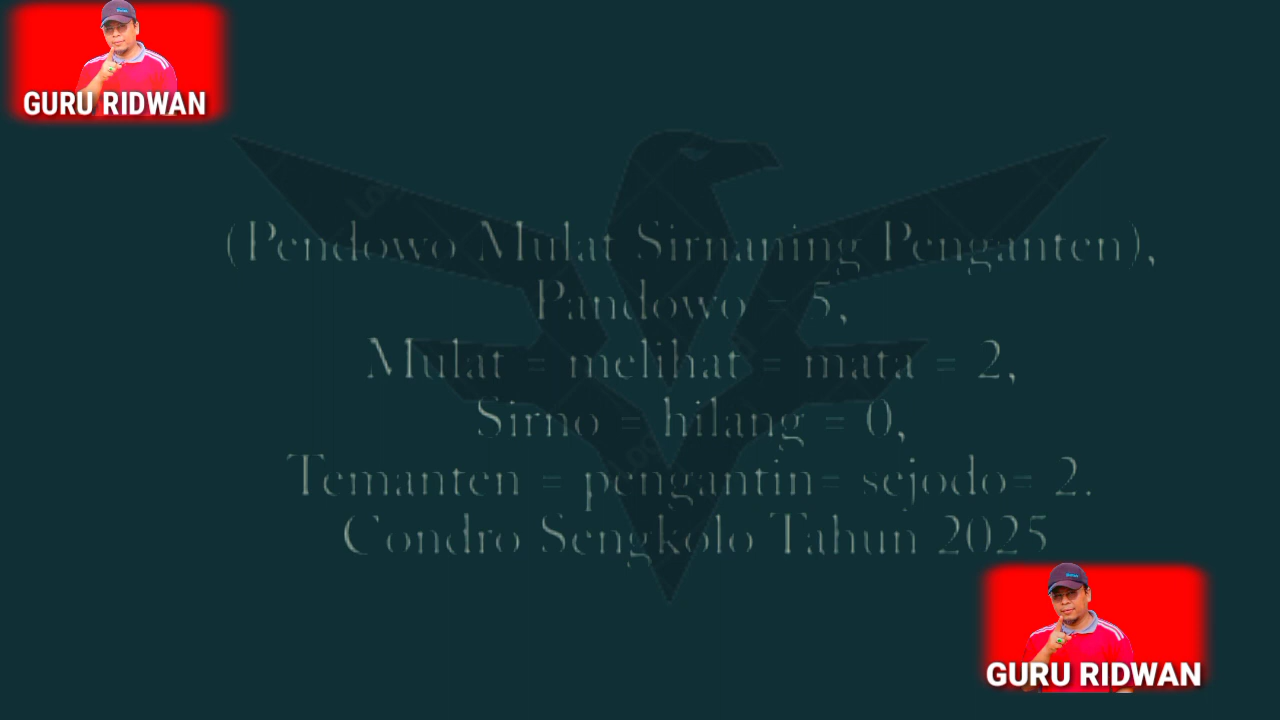 GURU RIDWAN
(Pendowo Mulat Sirnaning Penganten),
Pandowo = 5,
Mulat = melihat = mata = 2,
Sirno = hilang = 0,
Temanten = pengantin= sejodo= 2.
Condro Sengkolo Tahun 2025
GURU RIDWAN